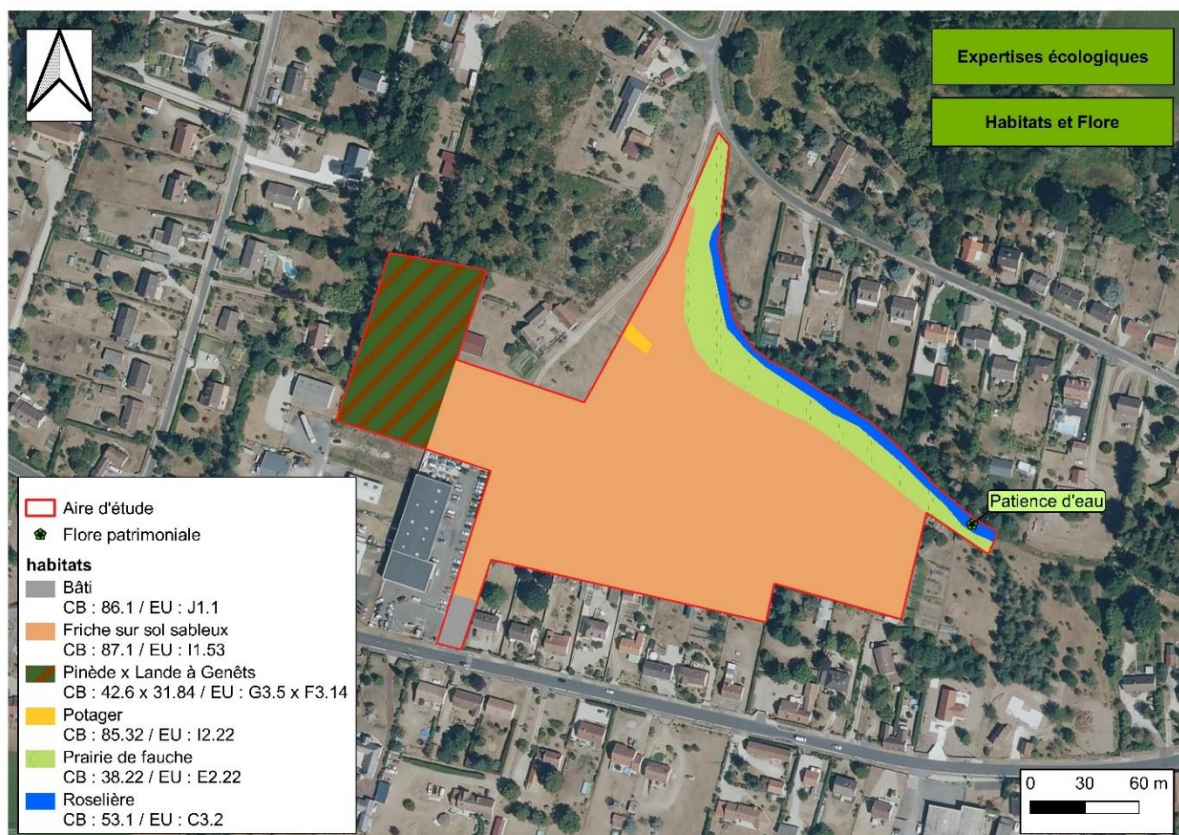 Expertises écologiques
Habitats et Flore
Patience d'eau
Aire d'étude
Flore patrimoniale
habitats
Bâti
CB : 86.1 / EU : J1.1
Friche sur sol sableux
CB : 87.1 / EU : I1.53
Pinède x Lande à Genêts
CB : 42.6 x 31.84 / EU : G3.5 x F3.14
Potager
CB : 85.32 / EU : I2.22
Prairie de fauche
CB : 38.22 / EU : E2.22
Roselière
CB : 53.1 / EU : C3.2
0 30 60 m